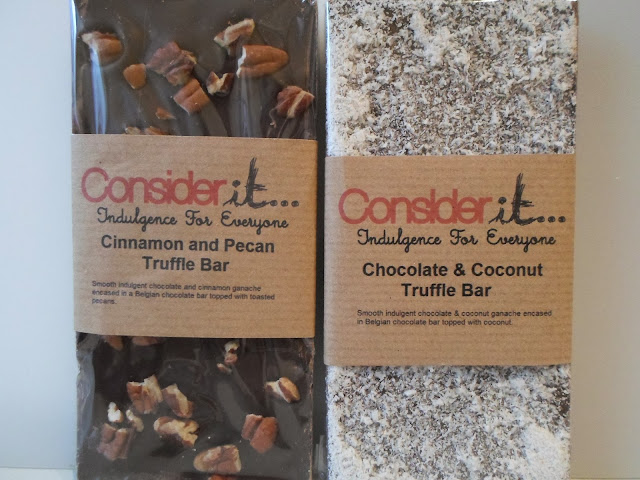 Consider it...
Indulgence For Everyone
Cinnamon and Pecan
Truffle Bar
Smooth indulgent chocolate and cinnamon ganache
encased in a Belgian chocolate bar topped with toasted
pecans.
Consider it...
Indulgence For Everyone
Chocolate & Coconut
Truffle Bar
Smooth indulgent chocolate & coconut ganache encased
in Belgian chocolate bar topped with coconut.